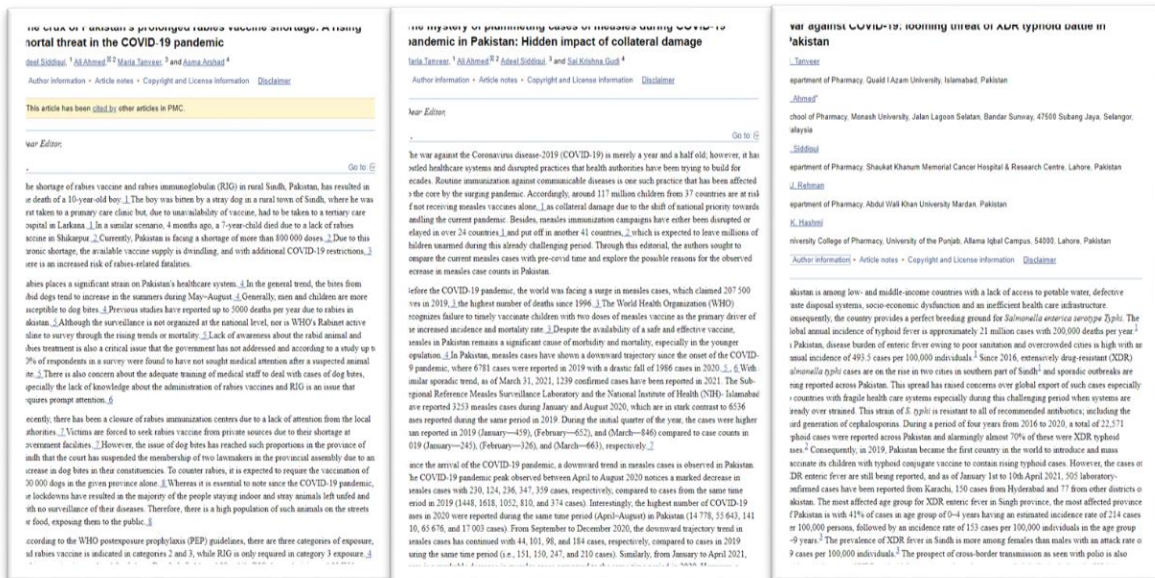 The crux of Pakistan's prolonged rabies vaccine shortage: A rising
mortal threat in the COVID-19 pandemic
deel Siddiqui, 1 Ali Ahmed, 2 Maria Tanveer, 3 and Asma Arshad 4
Author information • Article notes • Copyright and License information Disclaimer
This article has been cited by other articles in PMC.
ear Editor,
Go to:
he shortage of rabies vaccine and rabies immunoglobulin (RIG) in rural Sindh, Pakistan, has resulted in
e death of a 10-year-old boy. 1 The boy was bitten by a stray dog in a rural town of Sindh, where he was
rst taken to a primary care clinic but, due to unavailability of vaccine, had to be taken to a tertiary care
ospital in Larkana. 1 In a similar scenario, 4 months ago, a 7-year-child died due to a lack of rabies
accine in Shikarpur. 2 Currently, Pakistan is facing a shortage of more than 800 000 doses. 2 Due to this
ronic shortage, the available vaccine supply is dwindling, and with additional COVID-19 restrictions, 3
ere is an increased risk of rabies-related fatalities.
abies places a significant strain on Pakistan's healthcare system. 4 In the general trend, the bites from
bid dogs tend to increase in the summers during May–August. 4 Generally, men and children are more
sceptible to dog bites. 4 Previous studies have reported up to 5000 deaths per year due to rabies in
akistan. 5 Although the surveillance is not organized at the national level, nor is WHO's Rabnet active
line to survey through the rising trends or mortality. 5 Lack of awareness about the rabid animal and
bies treatment is also a critical issue that the government has not addressed and according to a study up t
0% of respondents in a survey were found to have not sought medical attention after a suspected animal
te. 5 There is also concern about the adequate training of medical staff to deal with cases of dog bites,
specially the lack of knowledge about the administration of rabies vaccines and RIG is an issue that
quires prompt attention. 6
ecently, there has been a closure of rabies immunization centers due to a lack of attention from the local
thorities. 7 Victims are forced to seek rabies vaccine from private sources due to their shortage at
overnment facilities. 7 However, the issue of dog bites has reached such proportions in the province of
ndh that the court has suspended the membership of two lawmakers in the provincial assembly due to an
crease in dog bites in their constituencies. To counter rabies, it is expected to require the vaccination of
00 000 dogs in the given province alone. 8 Whereas it is essential to note since the COVID-19 pandemic,
e lockdowns have resulted in the majority of the people staying indoor and stray animals left unfed and
ith no surveillance of their diseases. Therefore, there is a high population of such animals on the streets
r food, exposing them to the public. 8
ccording to the WHO postexposure prophylaxis (PEP) guidelines, there are three categories of exposure,
d rabies vaccine is indicated in categories 2 and 3, while RIG is only required in category 3 exposure. 4
he mystery of plummeting cases of measles during COVID-19
pandemic in Pakistan: Hidden impact of collateral damage
Maria Tanveer, 1 Ali Ahmed, 2 Adeel Siddiqui, 3 and Sai Krishna Gudi 4
Author information • Article notes • Copyright and License information Disclaimer
ear Editor,
Go to:
he war against the Coronavirus disease-2019 (COVID-19) is merely a year and a half old; however, it has
ettled healthcare systems and disrupted practices that health authorities have been trying to build for
ecades. Routine immunization against communicable diseases is one such practice that has been affected
the core by the surging pandemic. Accordingly, around 117 million children from 37 countries are at risk
f not receiving measles vaccines alone, 1 as collateral damage due to the shift of national priority towards
andling the current pandemic. Besides, measles immunization campaigns have either been disrupted or
elayed in over 24 countries 1 and put off in another 41 countries, 2 which is expected to leave millions of
hildren unarmed during this already challenging period. Through this editorial, the authors sought to
ompare the current measles cases with pre-covid time and explore the possible reasons for the observed
ecrease in measles case counts in Pakistan.
efore the COVID-19 pandemic, the world was facing a surge in measles cases, which claimed 207 500
ves in 2019, 3 the highest number of deaths since 1996. 3 The World Health Organization (WHO)
ecognizes failure to timely vaccinate children with two doses of measles vaccine as the primary driver of
e increased incidence and mortality rate. 3 Despite the availability of a safe and effective vaccine,
easles in Pakistan remains a significant cause of morbidity and mortality, especially in the younger
opulation. 4 In Pakistan, measles cases have shown a downward trajectory since the onset of the COVID-
9 pandemic, where 6781 cases were reported in 2019 with a drastic fall of 1986 cases in 2020. 5 , 6 With
milar sporadic trend, as of March 31, 2021, 1239 confirmed cases have been reported in 2021. The Sub-
egional Reference Measles Surveillance Laboratory and the National Institute of Health (NIH)- Islamabad
ave reported 3253 measles cases during January and August 2020, which are in stark contrast to 6536
ases reported during the same period in 2019. During the initial quarter of the year, the cases were higher
an reported in 2019 (January—459), (February—652), and (March—846) compared to case counts in
019 (January—245), (February—326), and (March—663), respectively. 7
ince the arrival of the COVID-19 pandemic, a downward trend in measles cases is observed in Pakistan.
he COVID-19 pandemic peak observed between April to August 2020 notices a marked decrease in
easles cases with 230, 124, 296, 347, 359 cases, respectively, compared to cases from the same time
eriod in 2019 (1448, 1618, 1052, 810, and 374 cases). Interestingly, the highest number of COVID-19
ases in 2020 were reported during the same time period (April–August) in Pakistan (14 778, 55 643, 141
10, 65 676, and 17 003 cases). From September to December 2020, the downward trajectory trend in
easles cases has continued with 44, 101, 98, and 184 cases, respectively, compared to cases in 2019
uring the same time period (i.e., 151, 150, 247, and 210 cases). Similarly, from January to April 2021,
War against COVID-19: looming threat of XDR typhoid battle in
Pakistan
. Tanveer
epartment of Pharmacy, Quaid I Azam University, Islamabad, Pakistan
. Ahmed
chool of Pharmacy, Monash University, Jalan Lagoon Selatan, Bandar Sunway, 47500 Subang Jaya, Selangor,
alaysia
. Siddiqui
epartment of Pharmacy, Shaukat Khanum Memorial Cancer Hospital & Research Centre, Lahore, Pakistan
U. Rehman
epartment of Pharmacy, Abdul Wali Khan University Mardan, Pakistan
K. Hashmi
niversity College of Pharmacy, University of the Punjab, Allama Iqbal Campus, 54000, Lahore, Pakistan
Author information • Article notes • Copyright and License information Disclaimer
akistan is among low- and middle-income countries with a lack of access to potable water, defective
aste disposal systems, socio-economic dysfunction and an inefficient health care infrastructure.
onsequently, the country provides a perfect breeding ground for Salmonella enterica serotype Typhi. The
lobal annual incidence of typhoid fever is approximately 21 million cases with 200,000 deaths per year. 1
Pakistan, disease burden of enteric fever owing to poor sanitation and overcrowded cities is high with an
nnual incidence of 493.5 cases per 100,000 individuals. 1 Since 2016, extensively drug-resistant (XDR)
almonella typhi cases are on the rise in two cities in southern part of Sindh 1 and sporadic outbreaks are
eing reported across Pakistan. This spread has raised concerns over global export of such cases especially
countries with fragile health care systems especially during this challenging period when systems are
ready over strained. This strain of S. typhi is resistant to all of recommended antibiotics; including the
ird generation of cephalosporins. During a period of four years from 2016 to 2020, a total of 22,571
phoid cases were reported across Pakistan and alarmingly almost 70% of these were XDR typhoid
ases. 2 Consequently, in 2019, Pakistan became the first country in the world to introduce and mass
accinate its children with typhoid conjugate vaccine to contain rising typhoid cases. However, the cases of
DR enteric fever are still being reported, and as of January 1st to 10th April, 2021, 505 laboratory-
onfirmed cases have been reported from Karachi, 150 cases from Hyderabad and 77 from other districts o
akistan. The most affected age group for XDR enteric fever in Singh province, the most affected province
f Pakistan is with 41% of cases in age group of 0–4 years having an estimated incidence rate of 214 cases
er 100,000 persons, followed by an incidence rate of 153 cases per 100,000 individuals in the age group
–9 years. 3 The prevalence of XDR fever in Sindh is more among females than males with an attack rate o
9 cases per 100,000 individuals. 3 The prospect of cross-border transmission as seen with polio is also